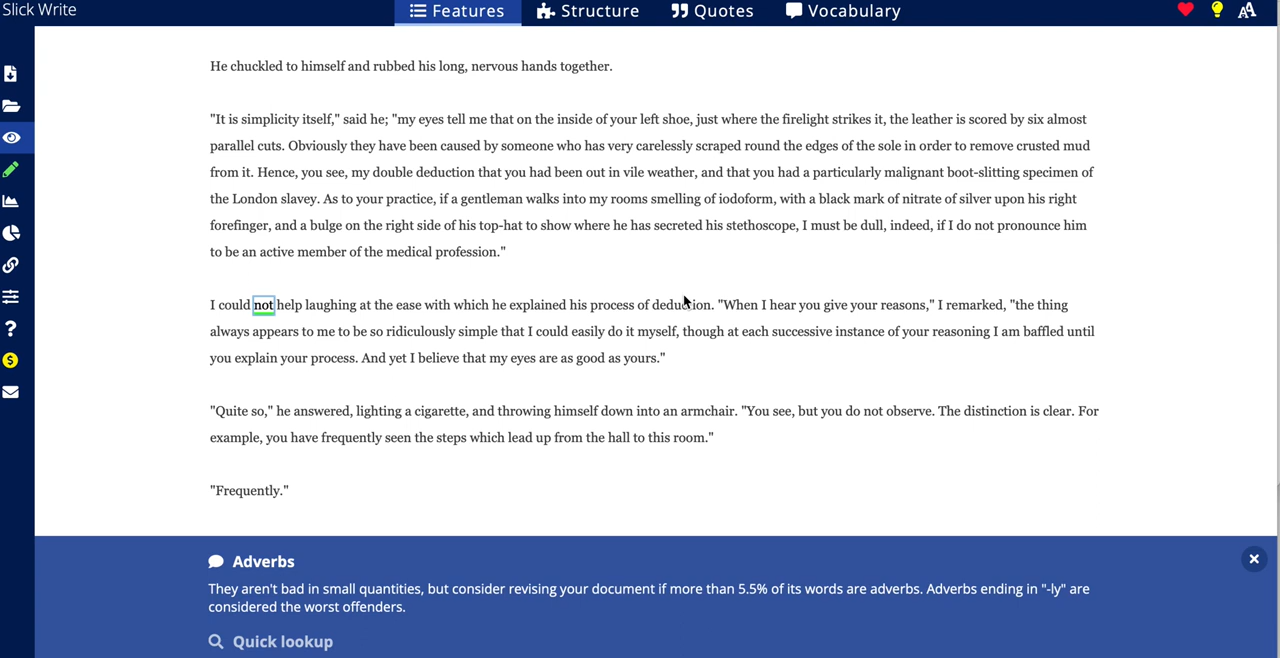 Slick Write
Features
Structure
Quotes
Vocabulary
He chuckled to himself and rubbed his long, nervous hands together.
"It is simplicity itself," said he; "my eyes tell me that on the inside of your left shoe, just where the firelight strikes it, the leather is scored by six almost
parallel cuts. Obviously they have been caused by someone who has very carelessly scraped round the edges of the sole in order to remove crusted mud
from it. Hence, you see, my double deduction that you had been out in vile weather, and that you had a particularly malignant boot-slitting specimen of
the London slavey. As to your practice, if a gentleman walks into my rooms smelling of iodoform, with a black mark of nitrate of silver upon his right
forefinger, and a bulge on the right side of his top-hat to show where he has secreted his stethoscope, I must be dull, indeed, if I do not pronounce him
to be an active member of the medical profession."
I could not help laughing at the ease with which he explained his process of deduction. "When I hear you give your reasons," I remarked, "the thing
always appears to me to be so ridiculously simple that I could easily do it myself, though at each successive instance of your reasoning I am baffled until
you explain your process. And yet I believe that my eyes are as good as yours."
"Quite so," he answered, lighting a cigarette, and throwing himself down into an armchair. "You see, but you do not observe. The distinction is clear. For
example, you have frequently seen the steps which lead up from the hall to this room."
"Frequently."
Adverbs
They aren't bad in small quantities, but consider revising your document if more than 5.5% of its words are adverbs. Adverbs ending in "-ly" are
considered the worst offenders.
Quick lookup